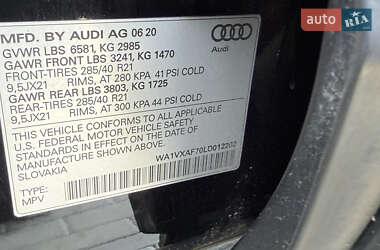 AUTO RIA
MFD. BY AUDI AG 06 20
GVWR LBS 6581, KG 2985
GAWR FRONT LBS 3241, KG 1470
FRONT-TIRES 285/40 R21
9,5JX21 RIMS, AT 280 KPA 41 PSI COLD
GAWR REAR LBS 3803, KG 1725
REAR-TIRES 285/40 R21
9,5JX21 RIMS, AT 300 KPA 44 PSI COLD
Audi
THIS VEHICLE CONFORMS TO ALL APPLICABLE
U.S. FEDERAL MOTOR VEHICLE SAFETY AND
THEFT PREVENTION STANDARDS IN EFFECT ON THE
DATE OF MANUFACTURE SHOWN ABOVE.
SLOVAKIA
WA1VXAF70LD012202
TYPE:
MPV